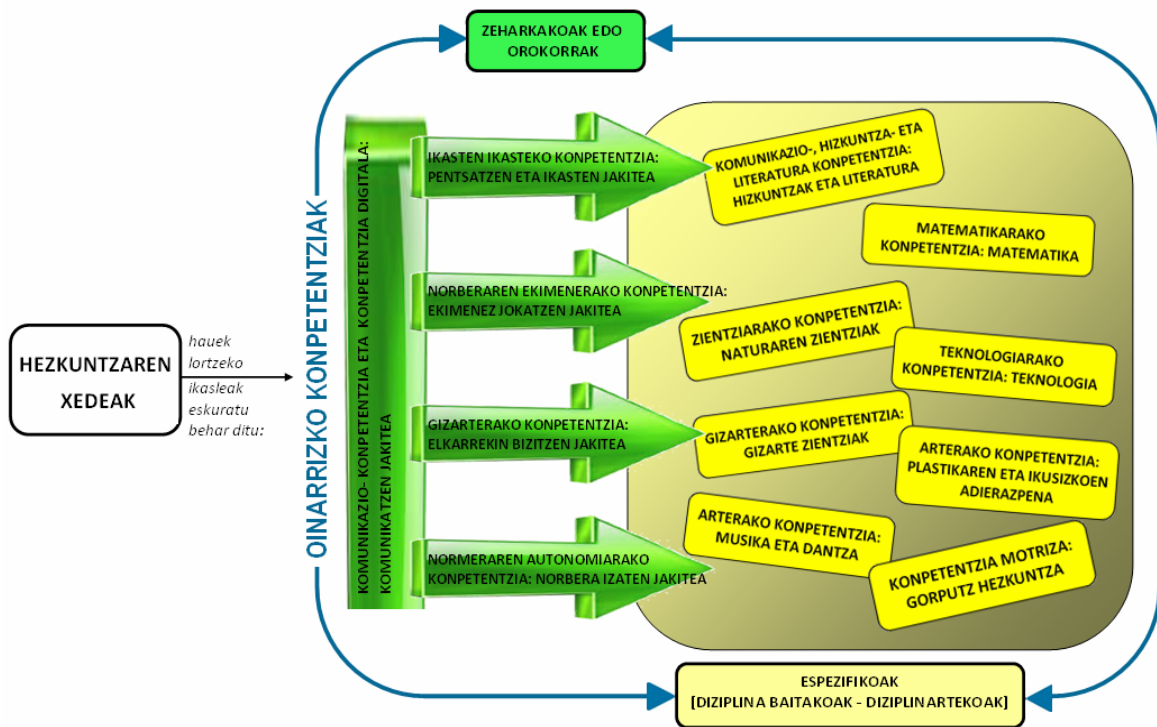 ZEHARKAKOAK EDO
OROKORRAK
HEZKUNTZAREN
XEDEAK
hauek
lortzeko
ikasleak
eskuratu
behar ditu:
OINARRIZKO KONPETENTZIAK
KOMUNIKAZIO- KONPETENTZIA ETA KONPETENTZIA DIGITALA:
KOMUNIKATZEN JAKITEA
IKASTEN IKASTEKO KONPETENTZIA:
PENTSATZEN ETA IKASTEN JAKITEA
NORBERAREN EKIMENERAKO KONPETENTZIA:
EKIMENEZ JOKATZEN JAKITEA
GIZARTERAKO KONPETENTZIA:
ELKARREKIN BIZITZEN JAKITEA
NORMERAREN AUTONOMIARAKO
KONPETENTZIA: NORBERA IZATEN JAKITEA
KOMUNIKAZIO-, HIZKUNTZA- ETA
LITERATURA KONPETENTZIA:
HIZKUNTZAK ETA LITERATURA
MATEMATIKARAKO
KONPETENTZIA: MATEMATIKA
ZIENTZIARAKO KONPETENTZIA:
NATURAREN ZIENTZIAK
TEKNOLOGIARAKO
KONPETENTZIA: TEKNOLOGIA
GIZARTERAKO KONPETENTZIA:
GIZARTE ZIENTZIAK
ARTERAKO KONPETENTZIA:
PLASTIKAREN ETA IKUSIZKOEN
ADIERAZPENA
ARTERAKO KONPETENTZIA:
MUSIKA ETA DANTZA
KONPETENTZIA MOTRIZA:
GORPUTZ HEZKUNTZA
ESPEZIFIKOAK
[DIZIPLINA BAITAKOAK - DIZIPLINARTEKOAK]